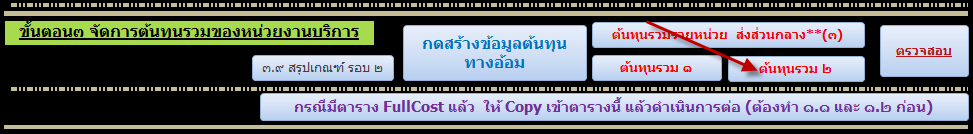 ขั้นตอน๓ จัดการต้นทุนรวมของหน่วยงานบริการ
๓.๙ สรุปเกณฑ์ รอบ ๒
กดสร้างข้อมูลต้นทุน
ทางอ้อม
ต้นทุนรวมรายหน่วย ส่งส่วนกลาง**(๓)
ต้นทุนรวม ๑
ต้นทุนรวม ๒
ตรวจสอบ
กรณีมีตาราง FullCost แล้ว ให้ Copy เข้าตารางนี้ แล้วดำเนินการต่อ (ต้องทำ ๑.๑ และ ๑.๒ ก่อน)